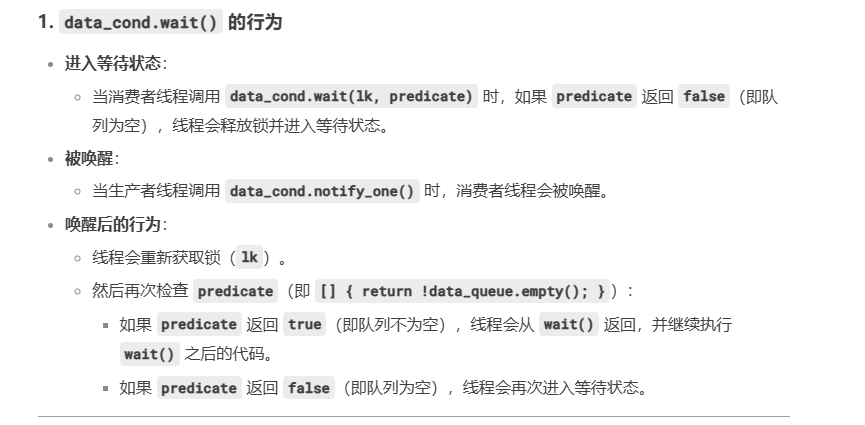 1. data_cond.wait() 的行为
• 进入等待状态：
◦ 当消费者线程调用 data_cond.wait(lk, predicate) 时，如果 predicate 返回 false（即队
列为空），线程会释放锁并进入等待状态。
• 被唤醒：
◦ 当生产者线程调用 data_cond.notify_one() 时，消费者线程会被唤醒。
• 唤醒后的行为：
◦ 线程会重新获取锁（lk）。
◦ 然后再次检查 predicate（即 [] { return !data_queue.empty(); }）：
▪ 如果 predicate 返回 true（即队列不为空），线程会从 wait() 返回，并继续执行
wait() 之后的代码。
▪ 如果 predicate 返回 false（即队列为空），线程会再次进入等待状态。